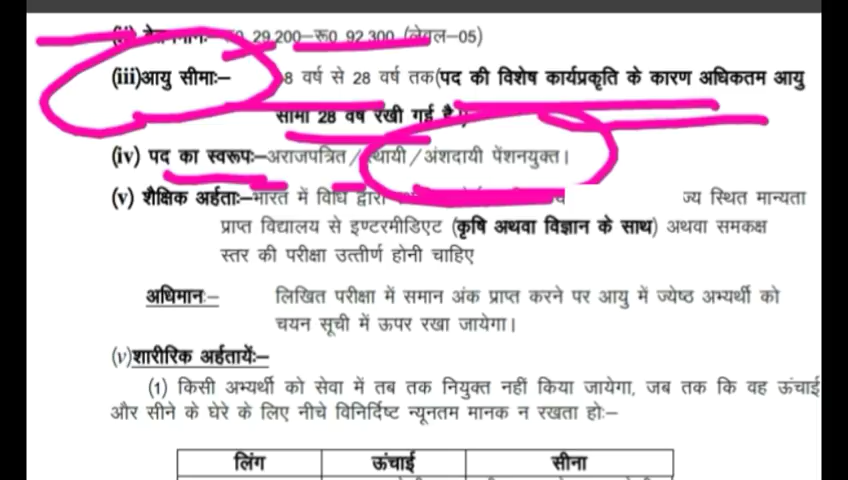 29,200–रू0 92,300 (लेवल–05)
(iii)आयु सीमाः– 8 वर्ष से 28 वर्ष तक(पद की विशेष कार्यप्रकृति के कारण अधिकतम आयु
28 वर्ष रखी गई है।)
(iv) पद का स्वरूपः–अराजपत्रित/स्थायी/अंशदायी पेंशनयुक्त।
(v) शैक्षिक अर्हताः–भारत में विधि द्वारा ज्य स्थित मान्यता
प्राप्त विद्यालय से इण्टरमीडिएट (कृषि अथवा विज्ञान के साथ) अथवा समकक्ष
स्तर की परीक्षा उत्तीर्ण होनी चाहिए
अधिमानः– लिखित परीक्षा में समान अंक प्राप्त करने पर आयु में ज्येष्ठ अभ्यर्थी को
चयन सूची में ऊपर रखा जायेगा।
(v)शारीरिक अर्हतायेंः–
(1) किसी अभ्यर्थी को सेवा में तब तक नियुक्त नहीं किया जायेगा, जब तक कि वह ऊंचाई
और सीने के घेरे के लिए नीचे विनिर्दिष्ट न्यूनतम मानक न रखता होः–
लिंग ऊंचाई सीना